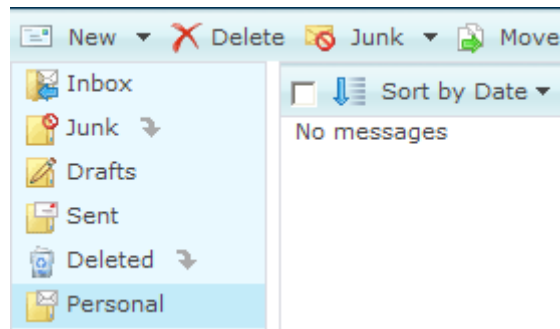 New Delete Junk Move
Inbox
Junk
Drafts
Sent
Deleted
Personal
Sort by Date
No messages